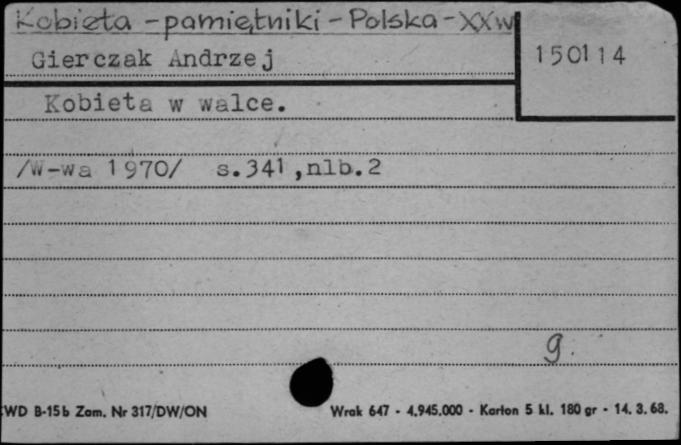 Kobieta - pamiętniki - Polska - XX w
Gierczak Andrzej
150114
Kobieta w walce.
/W-wa 1970/ s.341,nlb.2
g.
WD B-15b Zam. Nr 317/DW/ON Wrak 647 - 4.945.000 - Karton 5 kl. 180 gr - 14. 3. 68.